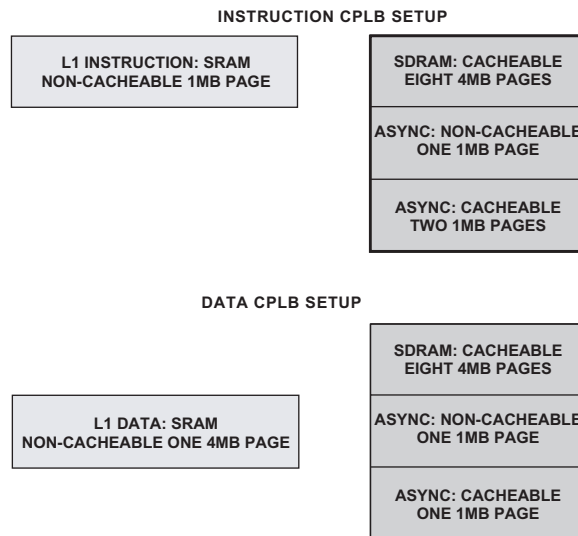 INSTRUCTION CPLB SETUP
L1 INSTRUCTION: SRAM
NON-CACHEABLE 1MB PAGE
SDRAM: CACHEABLE
EIGHT 4MB PAGES
ASYNC: NON-CACHEABLE
ONE 1MB PAGE
ASYNC: CACHEABLE
TWO 1MB PAGES
DATA CPLB SETUP
L1 DATA: SRAM
NON-CACHEABLE ONE 4MB PAGE
SDRAM: CACHEABLE
EIGHT 4MB PAGES
ASYNC: NON-CACHEABLE
ONE 1MB PAGE
ASYNC: CACHEABLE
ONE 1MB PAGE